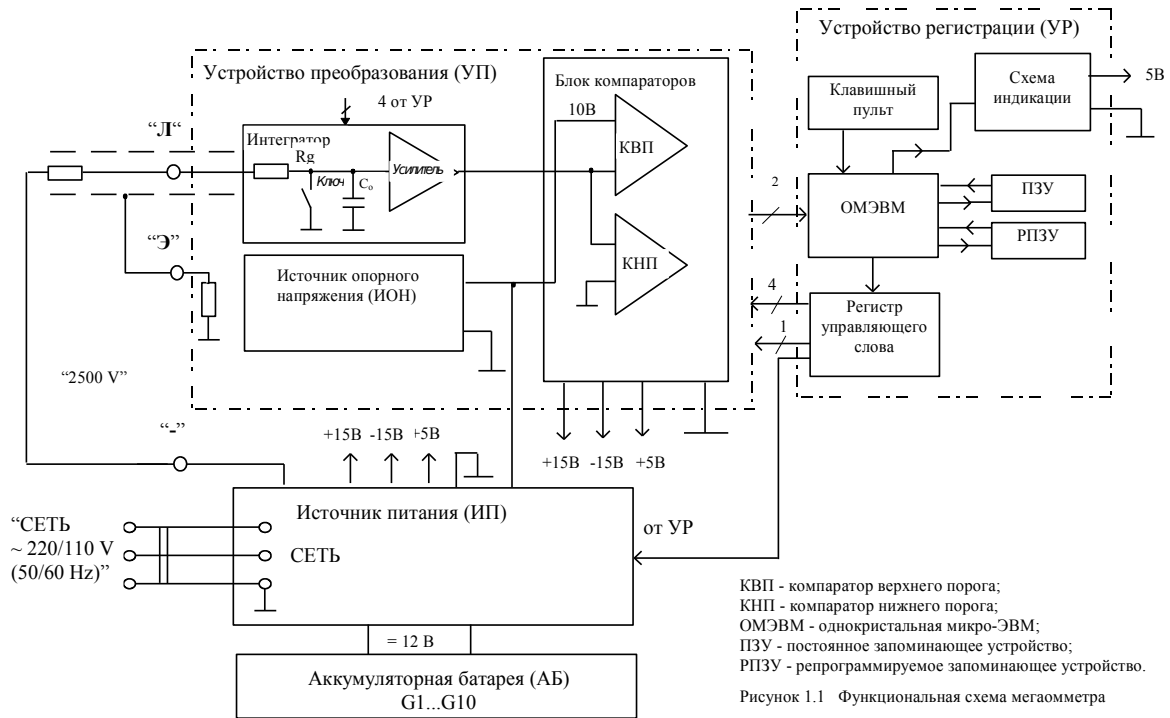 Устройство преобразования (УП)
4 от УР
“Л“
Интегратор
Rg
Ключ
Cо
Усилитель
“Э”
Источник опорного
напряжения (ИОН)
“2500 V”
“-”
Блок компараторов
10В
КВП
КНП
+15В -15В +5В
+15В -15В +5В
Устройство регистрации (УР)
Клавишный
пульт
Схема
индикации
5В
2
ОМЭВМ
ПЗУ
РПЗУ
4
1
Регистр
управляющего
слова
Источник питания (ИП)
от УР
“СЕТЬ
~ 220/110 V
(50/60 Hz)”
СЕТЬ
= 12 В
Аккумуляторная батарея (АБ)
G1...G10
КВП - компаратор верхнего порога;
КНП - компаратор нижнего порога;
ОМЭВМ - однокристальная микро-ЭВМ;
ПЗУ - постоянное запоминающее устройство;
РПЗУ - репрограммируемое запоминающее устройство.
Рисунок 1.1 Функциональная схема мегаомметра